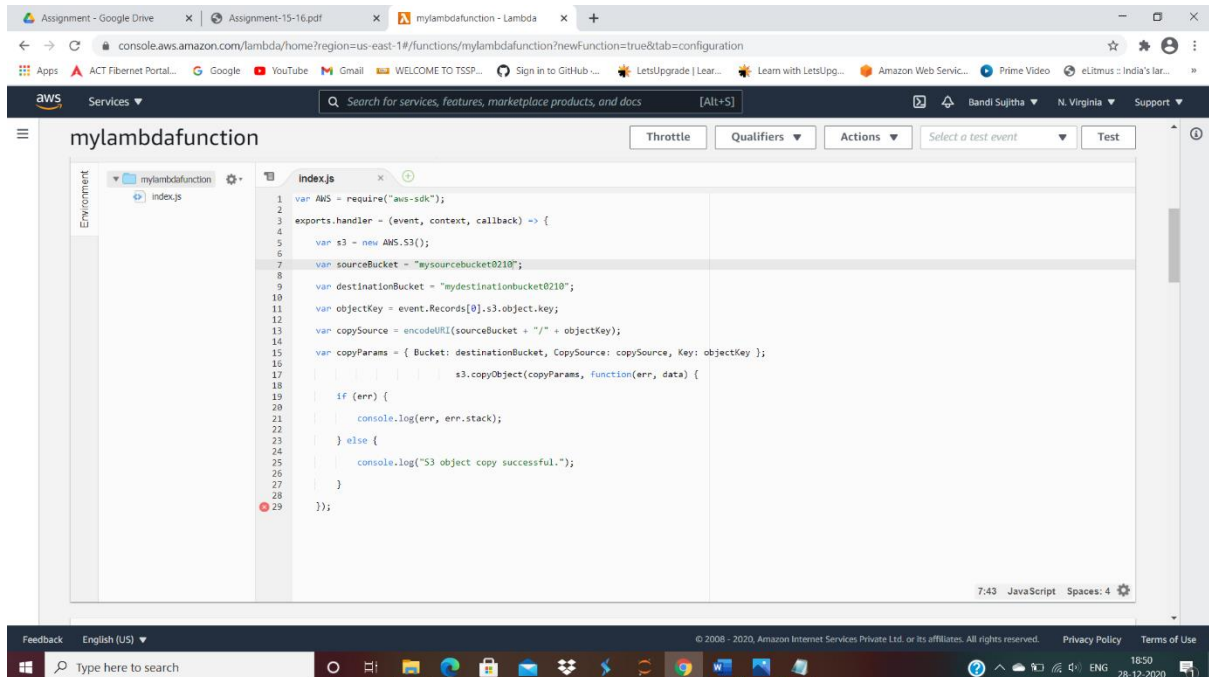 Assignment - Google Drive
Assignment-15-16.pdf
mylambdafunction - Lambda
console.aws.amazon.com/lambda/home?region=us-east-1#/functions/mylambdafunction?newFunction=true&tab=configuration
Apps ACT Fibernet Portal... Google YouTube Gmail WELCOME TO TSSP... Sign in to GitHub ·... LetsUpgrade | Lear... Learn with LetsUpg... Amazon Web Servic... Prime Video eLitmus :: India's lar... »
aws Services ▼ Search for services, features, marketplace products, and docs [Alt+S] Bandi Sujitha ▼ N. Virginia ▼ Support ▼
mylambdafunction Throttle Qualifiers ▼ Actions ▼ Select a test event ▼ Test
Environment
mylambdafunction
index.js
index.js
1 var AWS = require("aws-sdk");
2
3 exports.handler = (event, context, callback) => {
4
5 var s3 = new AWS.S3();
6
7 var sourceBucket = "mysourcebucket0210";
8
9 var destinationBucket = "mydestinationbucket0210";
10
11 var objectKey = event.Records[0].s3.object.key;
12
13 var copySource = encodeURI(sourceBucket + "/" + objectKey);
14
15 var copyParams = { Bucket: destinationBucket, CopySource: copySource, Key: objectKey };
16
17 s3.copyObject(copyParams, function(err, data) {
18
19 if (err) {
20
21 console.log(err, err.stack);
22
23 } else {
24
25 console.log("S3 object copy successful.");
26
27 }
28
29 });
7:43 JavaScript Spaces: 4
Feedback English (US) ▼ © 2008 - 2020, Amazon Internet Services Private Ltd. or its affiliates. All rights reserved. Privacy Policy Terms of Use
Type here to search
ENG
18:50
28-12-2020